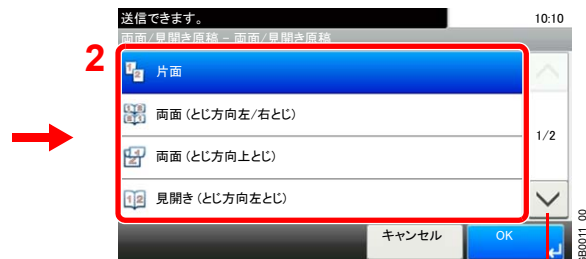 送信できます。 10:10
両面/見開き原稿 - 両面/見開き原稿
2
片面
両面 (とじ方向左/右とじ)
1/2
両面 (とじ方向上とじ)
見開き (とじ方向左とじ)
キャンセル OK